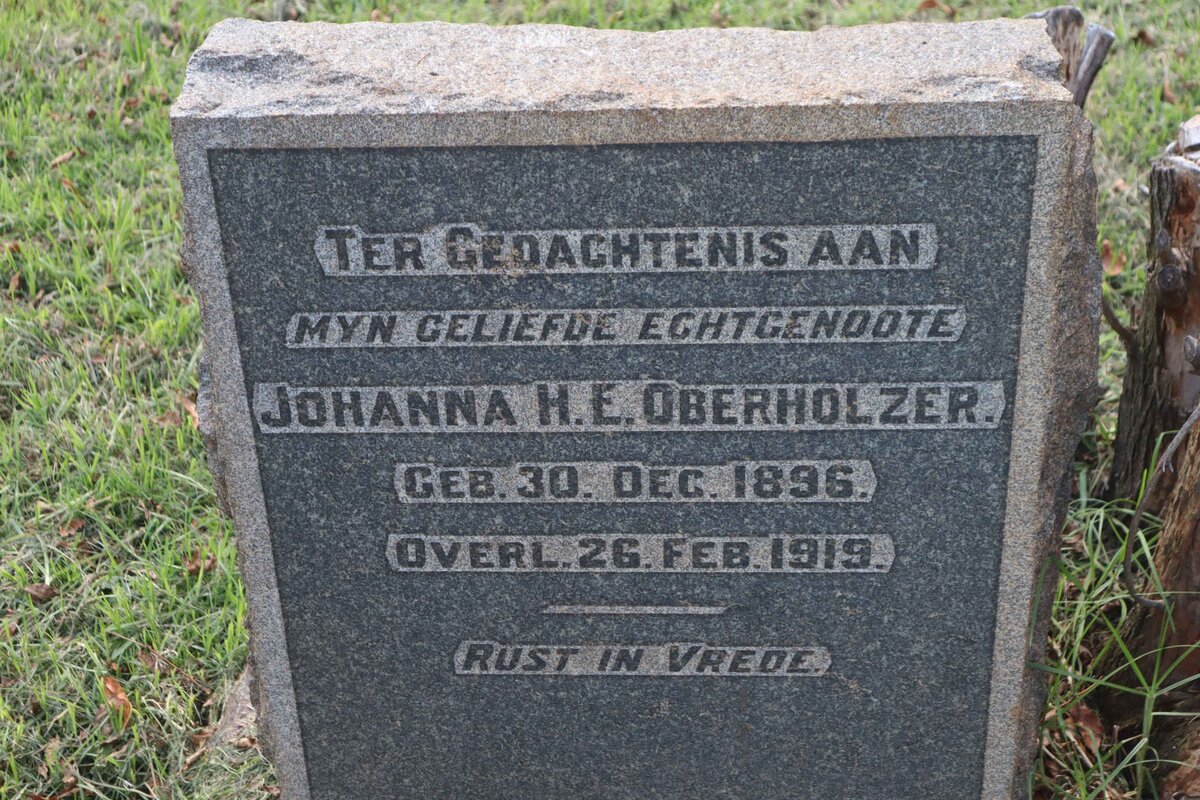 TER GEDACHTENIS AAN
MYN GELIEFDE ECHTGENOOTE
JOHANNA H. E. OBERHOLZER.
GEB. 30. DEC. 1896.
OVERL. 26. FEB. 1919.
RUST IN VREDE.